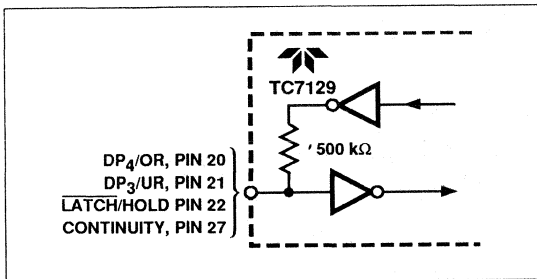 TC7129
500 kΩ
DP4/OR, PIN 20
DP3/UR, PIN 21
LATCH/HOLD PIN 22
CONTINUITY, PIN 27